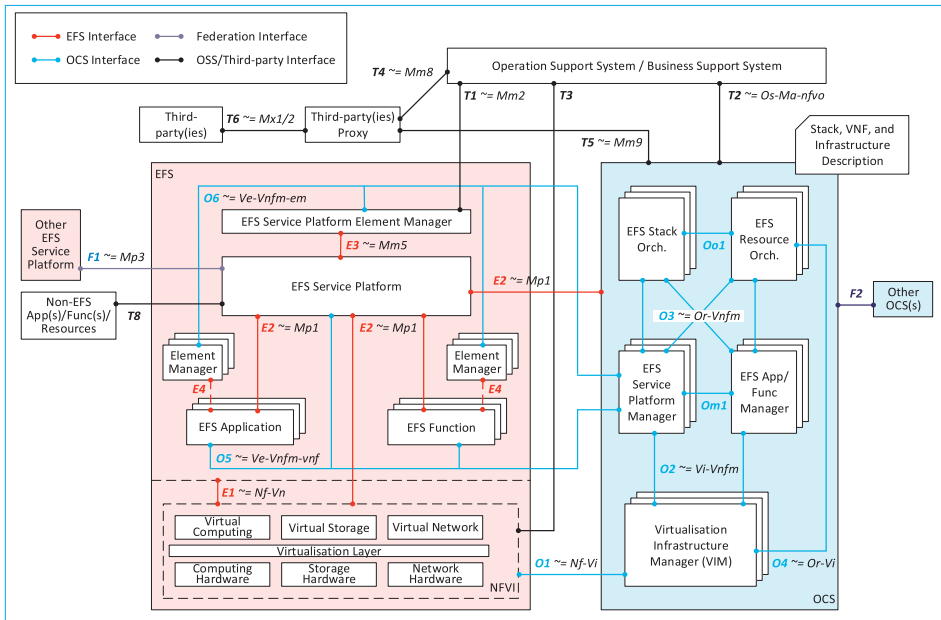 EFS Interface
Federation Interface
OCS Interface
OSS/Third-party Interface
Operation Support System / Business Support System
T4 ~= Mm8
T1 ~= Mm2
T3
T2 ~= Os-Ma-nfvo
Third-
party(ies)
T6 ~= Mx1/2
Third-party(ies)
Proxy
T5 ~= Mm9
Stack, VNF, and
Infrastructure
Description
EFS
O6 ~= Ve-Vnfm-em
EFS Service Platform Element Manager
E3 ~= Mm5
Other
EFS
Service
Platform
F1 ~= Mp3
EFS Service Platform
E2 ~= Mp1
Non-EFS
App(s)/Func(s)/
Resources
T8
E2 ~= Mp1
E2 ~= Mp1
Element
Manager
Element
Manager
E4
E4
EFS Application
EFS Function
O5 ~= Ve-Vnfm-vnf
E1 ~= Nf-Vn
Virtual
Computing
Virtual Storage
Virtual Network
Virtualisation Layer
Computing
Hardware
Storage
Hardware
Network
Hardware
NFVI
O1 ~= Nf-Vi
EFS Stack
Orch.
Oo1
EFS
Resource
Orch.
O3 ~= Or-Vnfm
F2
Other
OCS(s)
EFS
Service
Platform
Manager
Om1
EFS App/
Func
Manager
O2 ~= Vi-Vnfm
Virtualisation
Infrastructure
Manager (VIM)
O4 ~= Or-Vi
OCS